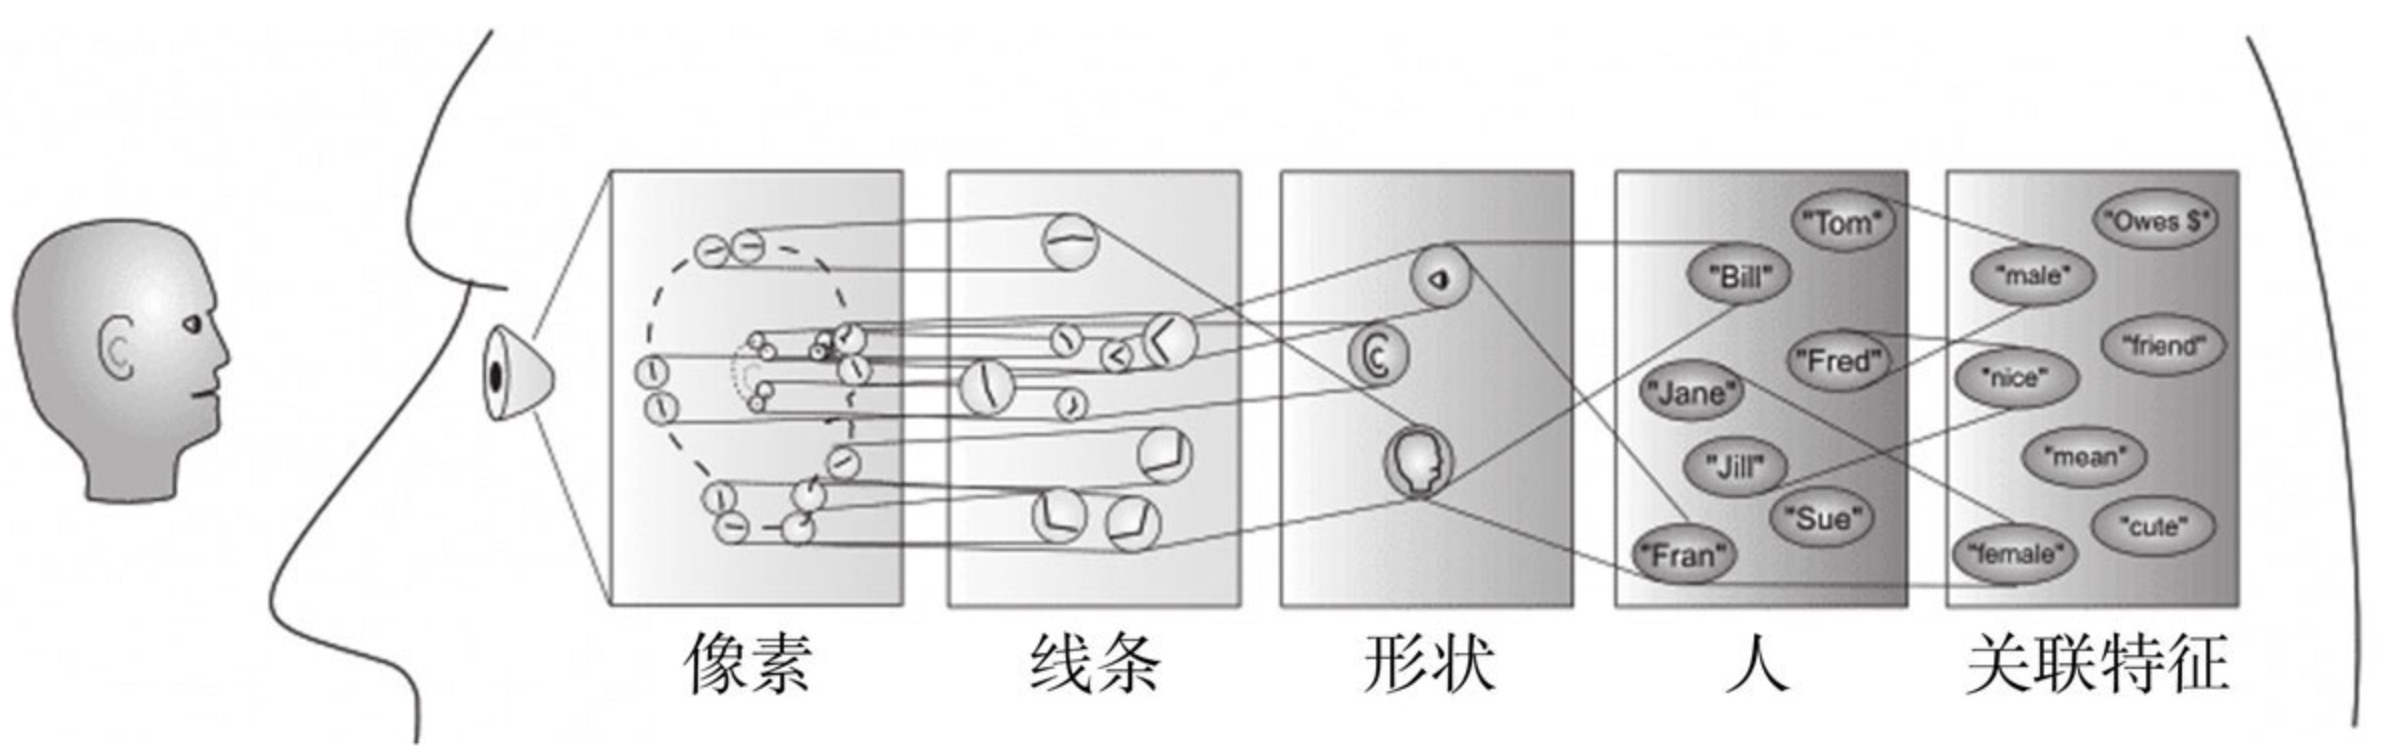 "Tom"
"Bill"
"Fred"
"Jane"
"Jill"
"Sue"
"Fran"
"Owes $"
"male"
"friend"
"nice"
"mean"
"cute"
"female"
像素
线条
形状
人
关联特征